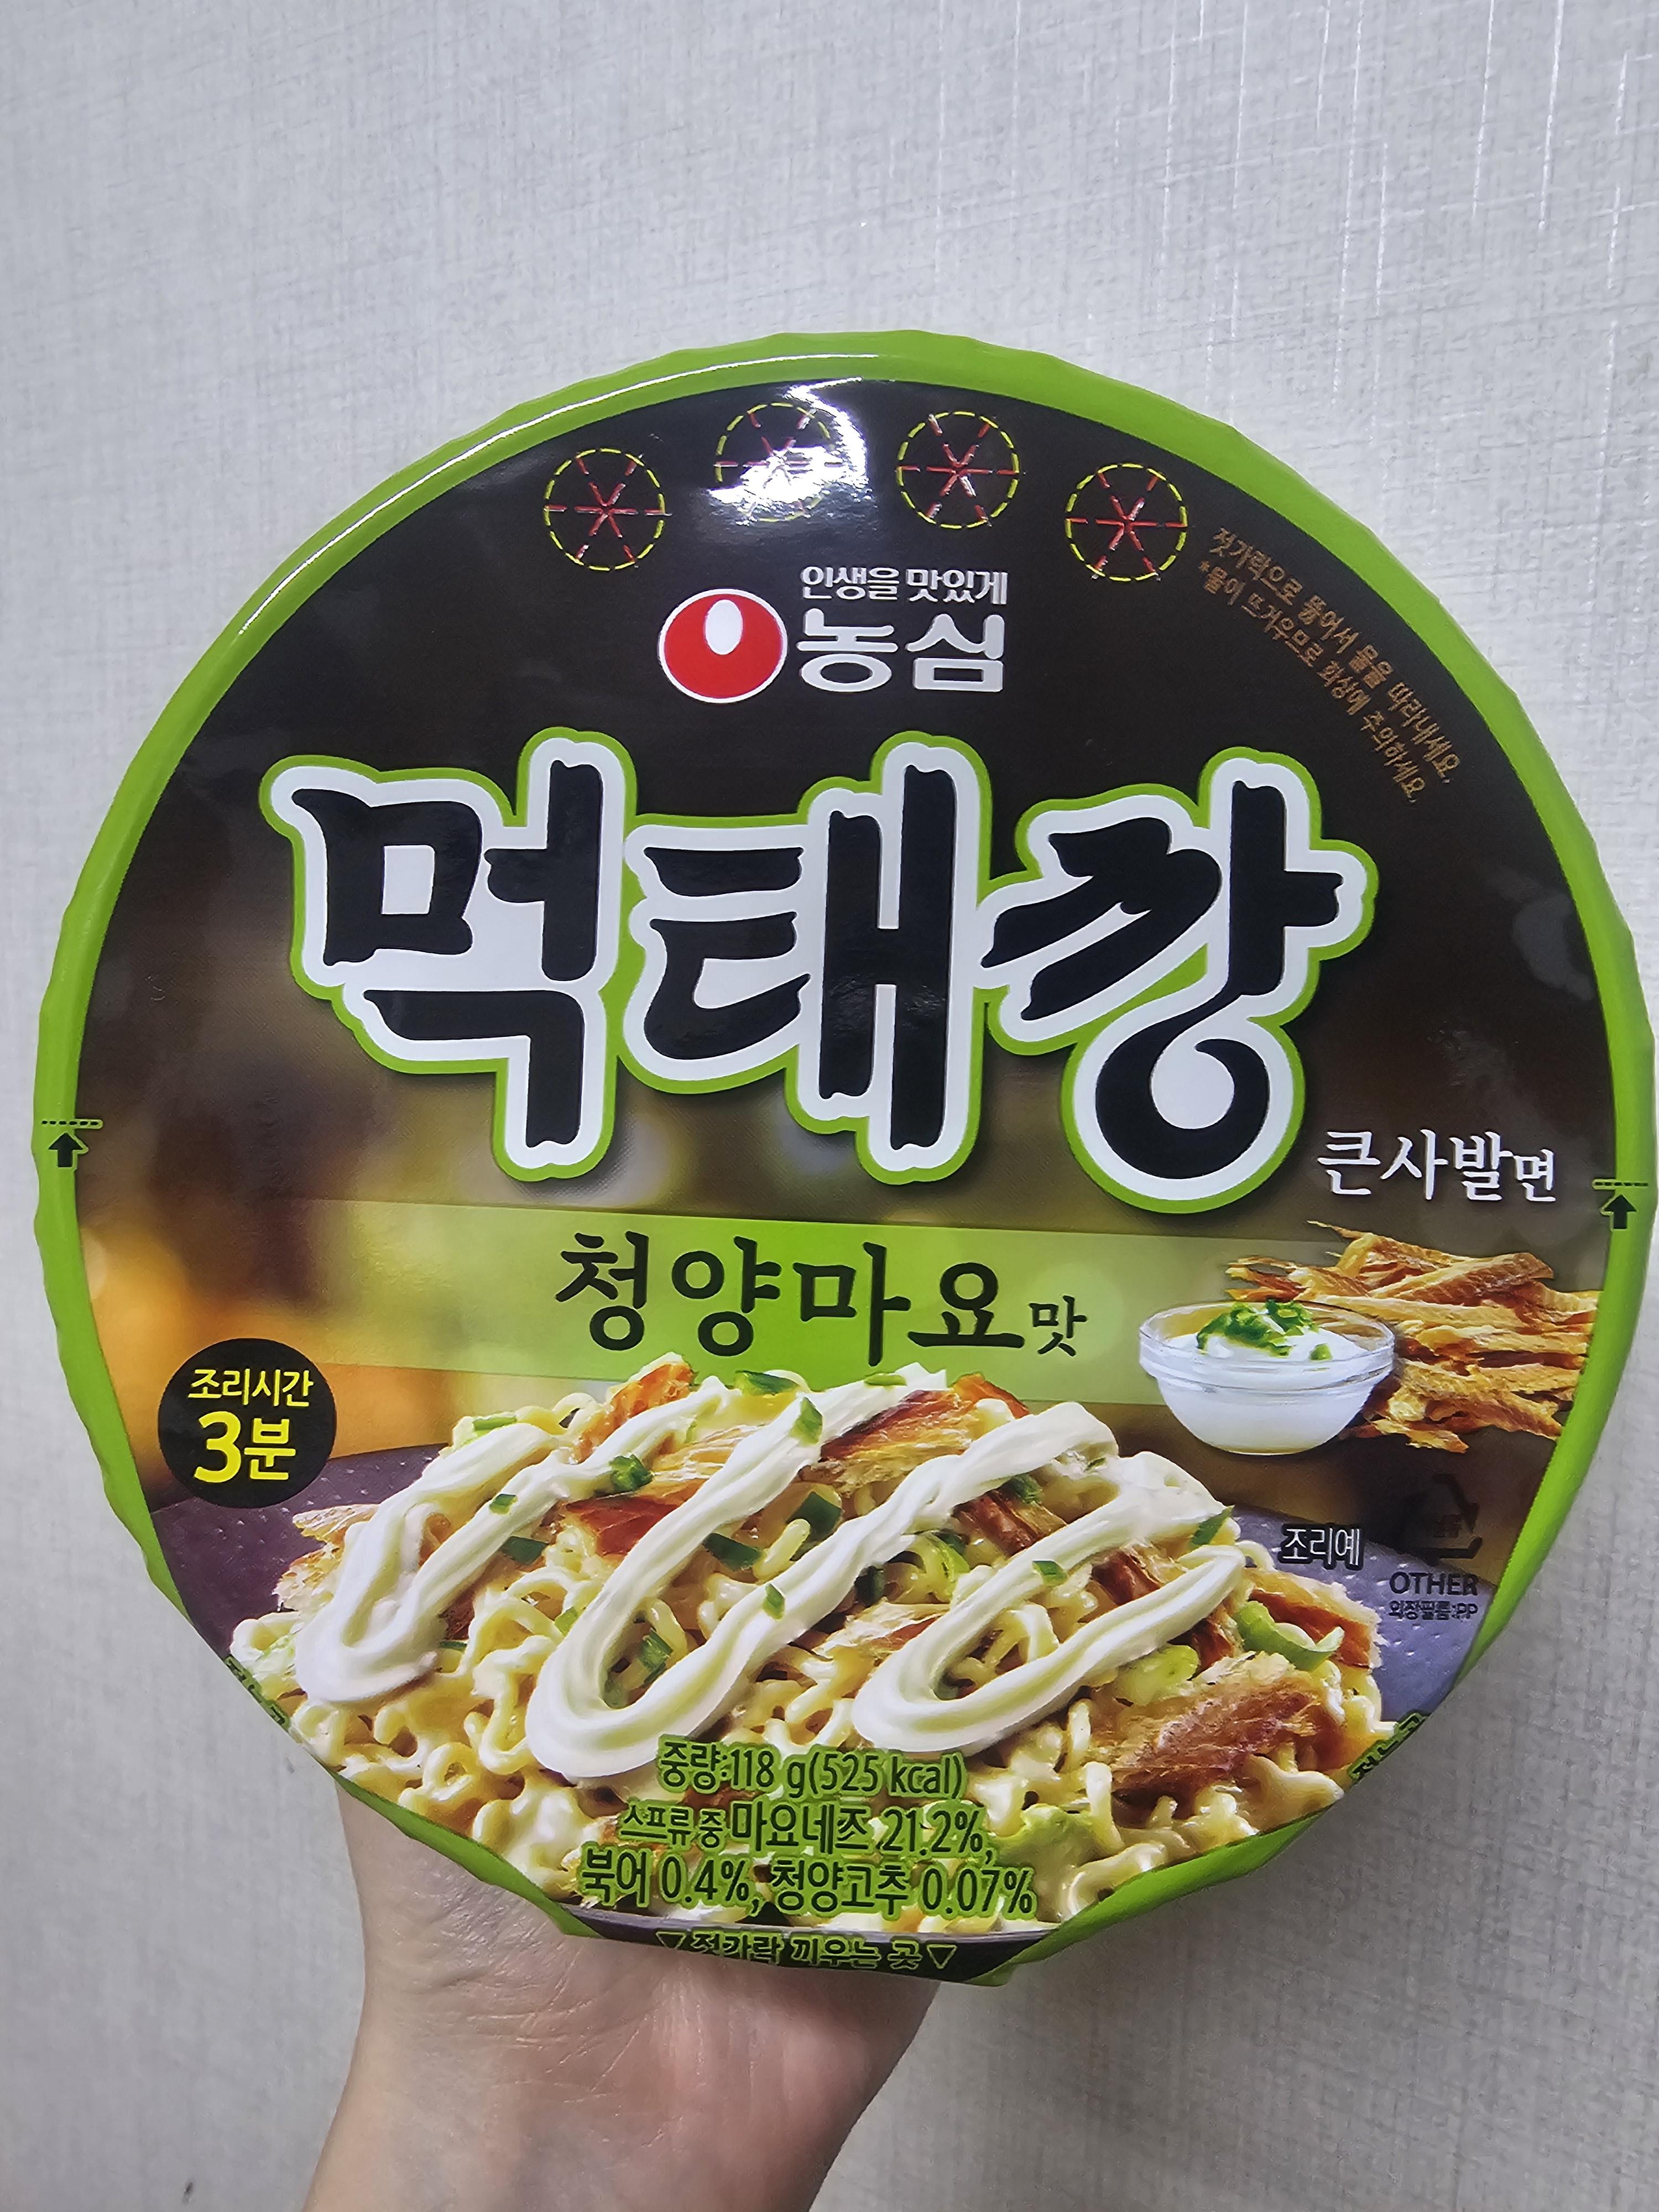 젓가락으로 뚫어서 물을 따라내세요.
*물이 뜨거우므로 화상에 주의하세요.
인생을 맛있게
농심
먹태깡
큰사발면
청양마요맛
조리시간
3분
조리예
OTHER
외장필름:PP
중량:118 g(525 kcal)
스프류 중 마요네즈 21.2%,
북어 0.4%, 청양고추 0.07%
▼젓가락 끼우는 곳▼